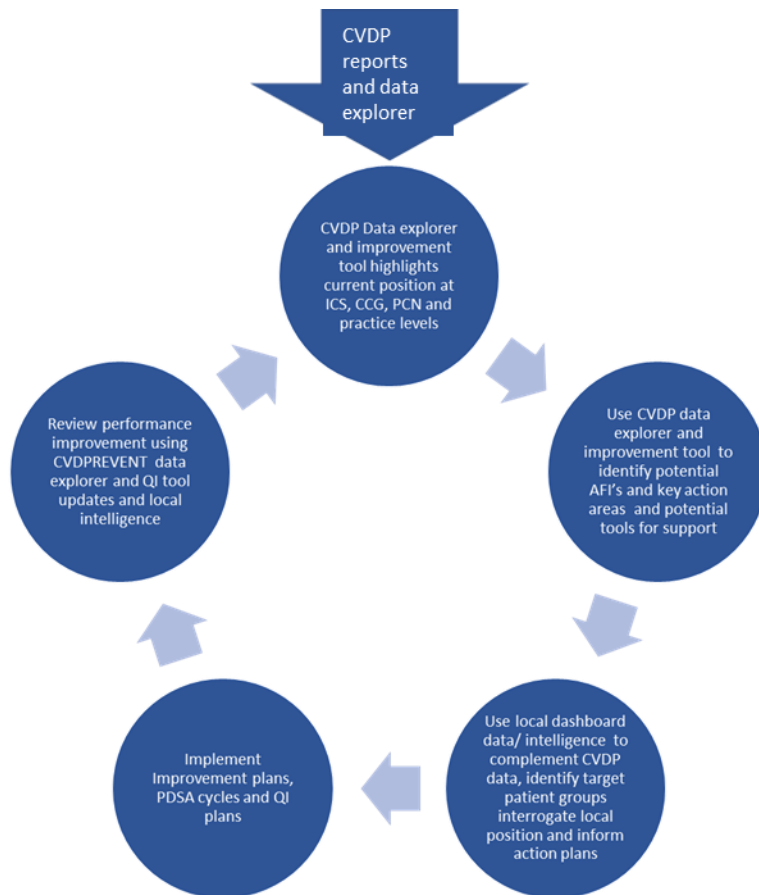 CVDP
reports
and data
explorer
CVDP Data explorer
and improvement
tool highlights
current position at
ICS, CCG, PCN and
practice levels
Use CVDP data
explorer and
improvement tool to
identify potential
AFI's and key action
areas and potential
tools for support
Use local dashboard
data/ intelligence to
complement CVDP
data, identify target
patient groups
interrogate local
position and inform
action plans
Implement
Improvement plans,
PDSA cycles and QI
plans
Review performance
improvement using
CVDPREVENT data
explorer and QI tool
updates and local
intelligence